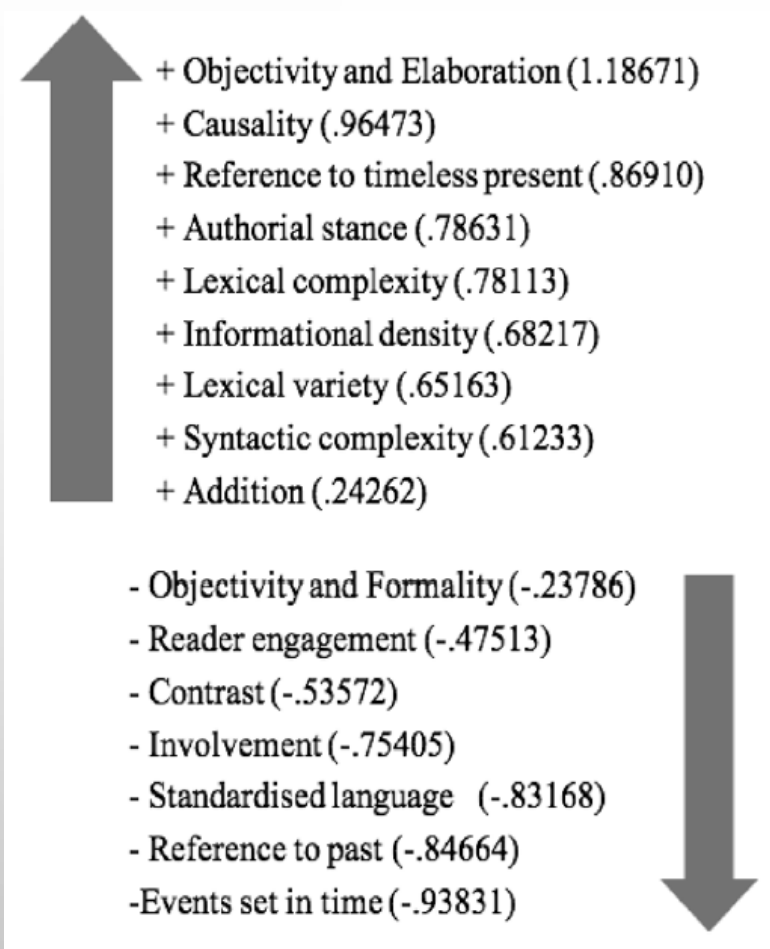 + Objectivity and Elaboration (1.18671)
+ Causality (.96473)
+ Reference to timeless present (.86910)
+ Authorial stance (.78631)
+ Lexical complexity (.78113)
+ Informational density (.68217)
+ Lexical variety (.65163)
+ Syntactic complexity (.61233)
+ Addition (.24262)
- Objectivity and Formality (-.23786)
- Reader engagement (-.47513)
- Contrast (-.53572)
- Involvement (-.75405)
- Standardised language (-.83168)
- Reference to past (-.84664)
-Events set in time (-.93831)